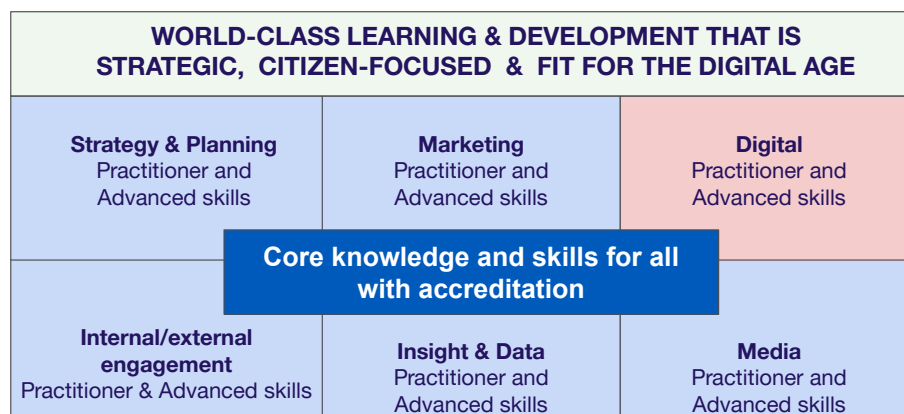 WORLD-CLASS LEARNING & DEVELOPMENT THAT IS
STRATEGIC, CITIZEN-FOCUSED & FIT FOR THE DIGITAL AGE
Strategy & Planning
Practitioner and
Advanced skills
Marketing
Practitioner and
Advanced skills
Digital
Practitioner and
Advanced skills
Core knowledge and skills for all
with accreditation
Internal/external
engagement
Practitioner & Advanced skills
Insight & Data
Practitioner and
Advanced skills
Media
Practitioner and
Advanced skills